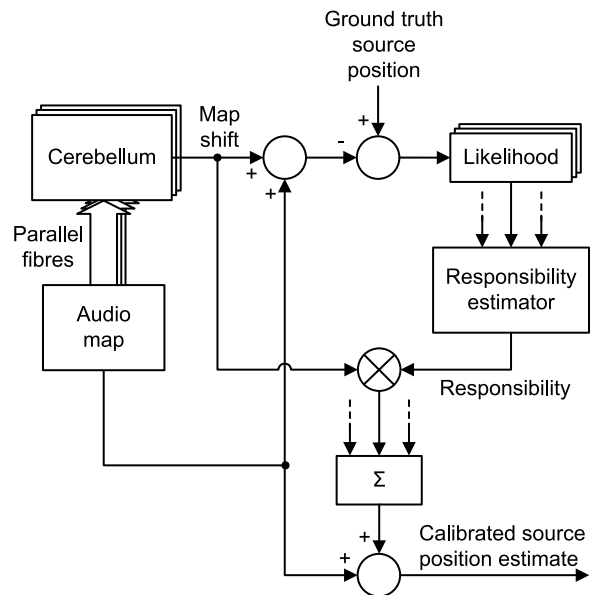 Ground truth
source
position
Map
shift
Cerebellum
+
-
+
+
Likelihood
Parallel
fibres
Audio
map
Responsibility
estimator
Responsibility
Σ
+
+
Calibrated source
position estimate